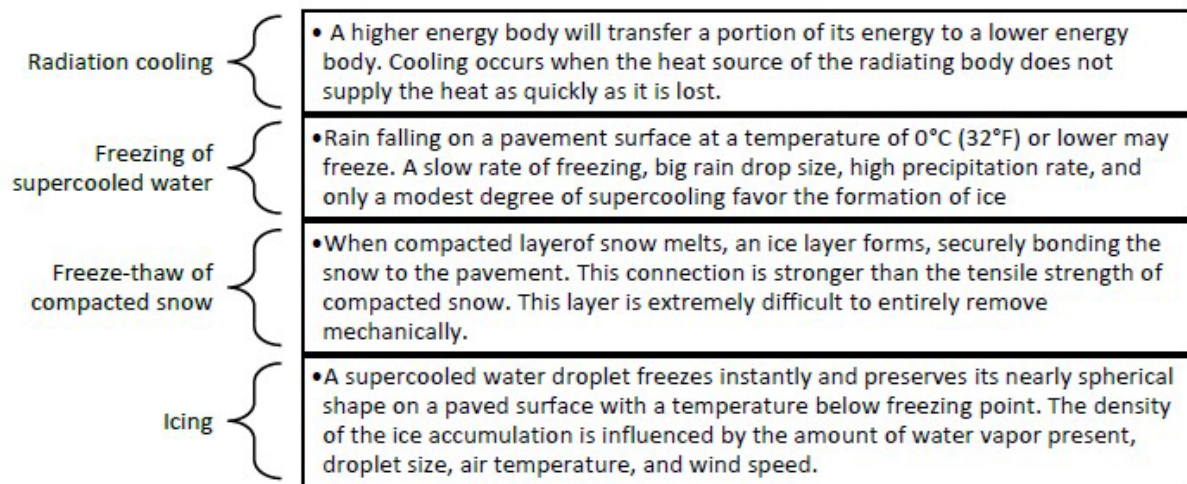 Radiation cooling
• A higher energy body will transfer a portion of its energy to a lower energy
body. Cooling occurs when the heat source of the radiating body does not
supply the heat as quickly as it is lost.
Freezing of
supercooled water
•Rain falling on a pavement surface at a temperature of 0°C (32°F) or lower may
freeze. A slow rate of freezing, big rain drop size, high precipitation rate, and
only a modest degree of supercooling favor the formation of ice
Freeze-thaw of
compacted snow
•When compacted layerof snow melts, an ice layer forms, securely bonding the
snow to the pavement. This connection is stronger than the tensile strength of
compacted snow. This layer is extremely difficult to entirely remove
mechanically.
Icing
•A supercooled water droplet freezes instantly and preserves its nearly spherical
shape on a paved surface with a temperature below freezing point. The density
of the ice accumulation is influenced by the amount of water vapor present,
droplet size, air temperature, and wind speed.